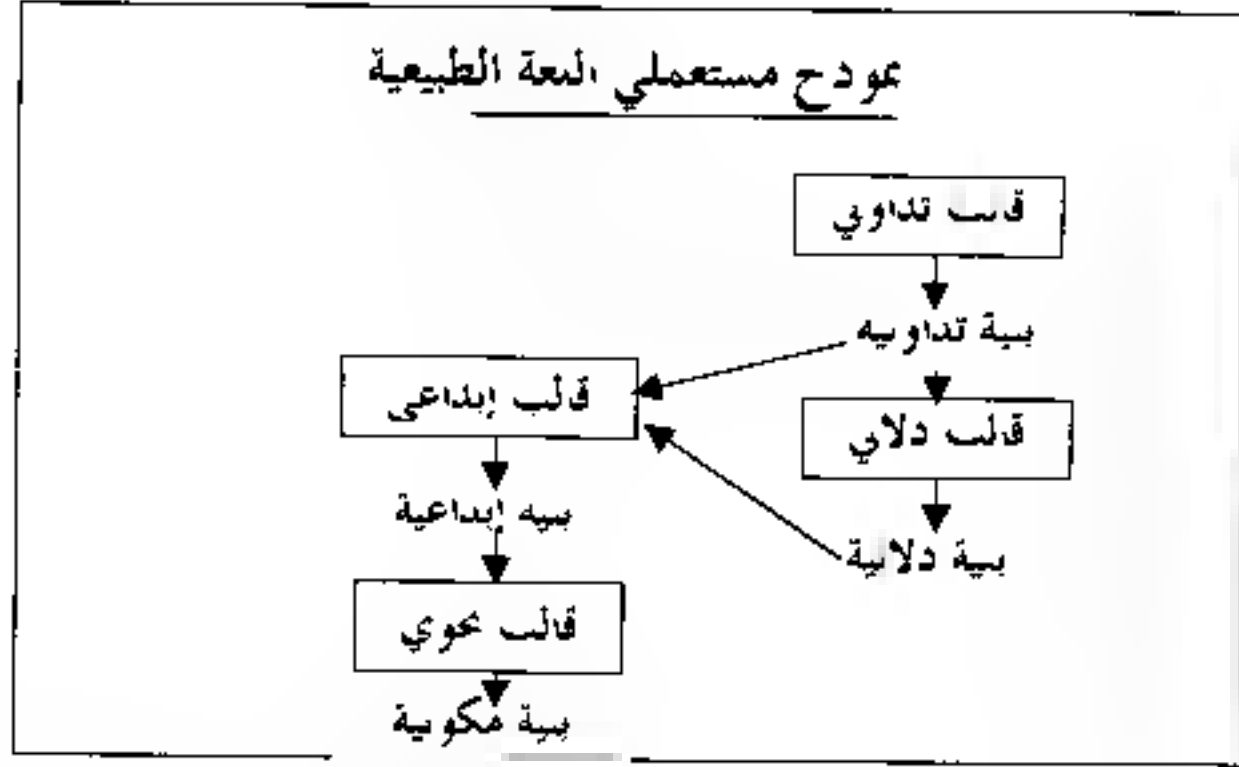 نموذج مستعملي اللغة الطبيعية
قالب تداولي
بنية تداولية
قالب إبداعي
قالب دلالي
بنية إبداعية
بنية دلالية
قالب نحوي
بنية مكونية